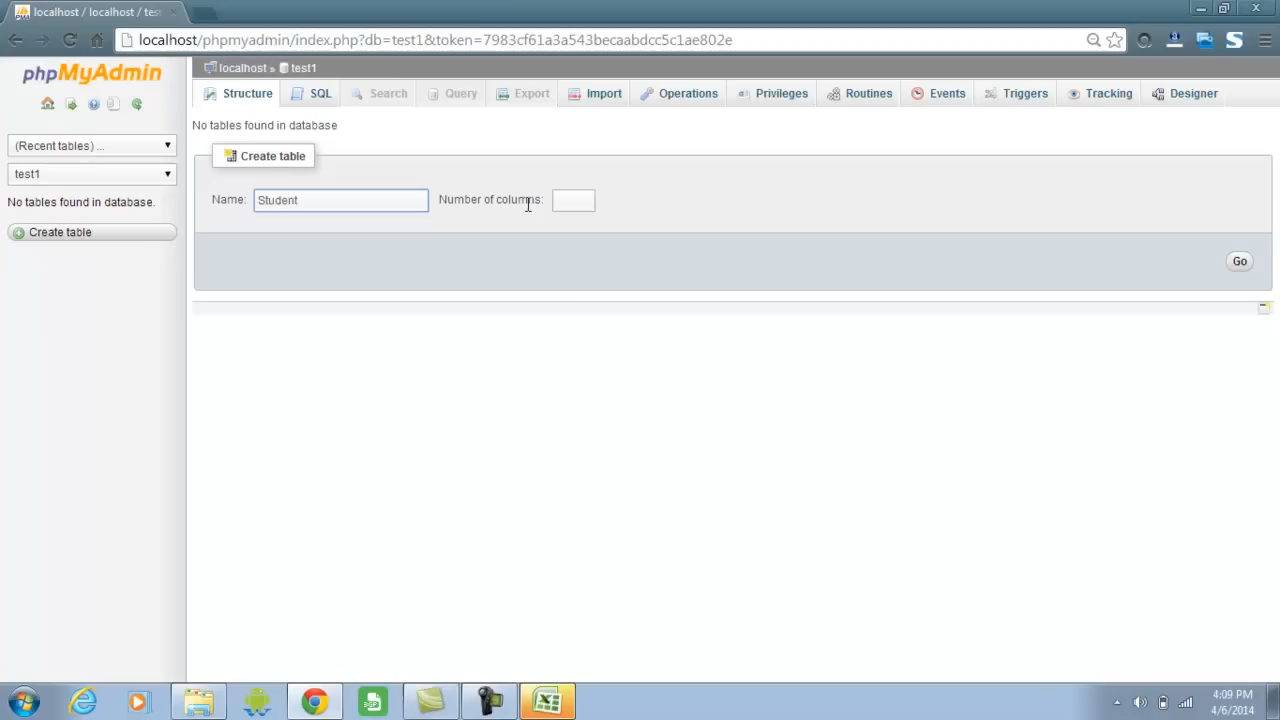 localhost / localhost / tes
localhost/phpmyadmin/index.php?db=test1&token=7983cf61a3a543becaabdcc5c1ae802e
phpMyAdmin
localhost » test1
Structure SQL Search Query Export Import Operations Privileges Routines Events Triggers Tracking Designer
(Recent tables) ...
test1
No tables found in database.
Create table
No tables found in database
Create table
Name: Student Number of columns:
Go
4:09 PM
4/6/2014